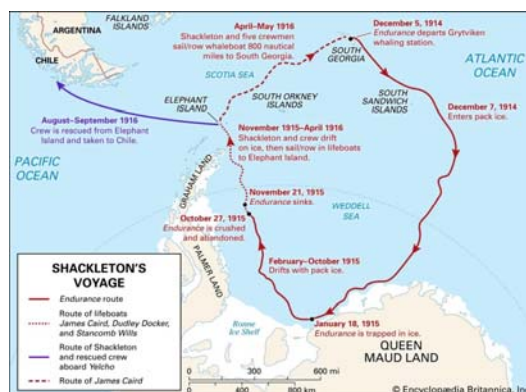 ARGENTINA
FALKLAND
ISLANDS
CHILE
April–May 1916
Shackleton and five crewmen
sail/row whaleboat 800 nautical
miles to South Georgia.
December 5, 1914
Endurance departs Grytviken
whaling station.
SOUTH
GEORGIA
ATLANTIC
OCEAN
SCOTIA SEA
December 7, 1914
Enters pack ice.
SOUTH ORKNEY
ISLANDS
SOUTH
SANDWICH
ISLANDS
ELEPHANT
ISLAND
August–September 1916
Crew is rescued from Elephant
Island and taken to Chile.
November 1915–April 1916
Shackleton and crew drift
on ice, then sail/row in lifeboats
to Elephant Island.
PACIFIC
OCEAN
GRAHAM LAND
November 21, 1915
Endurance sinks.
WEDDELL
SEA
October 27, 1915
Endurance is crushed
and abandoned.
PALMER LAND
February–October 1915
Drifts with pack ice.
SHACKLETON'S
VOYAGE
Endurance route
Route of lifeboats
James Caird, Dudley Docker,
and Stancomb Wills
Route of Shackleton
and rescued crew
aboard Yelcho
Route of James Caird
Ronne
Ice Shelf
January 18, 1915
Endurance is trapped in ice.
QUEEN
MAUD LAND
0 300 600 mi
0 400 800 km
© Encyclopædia Britannica, Inc